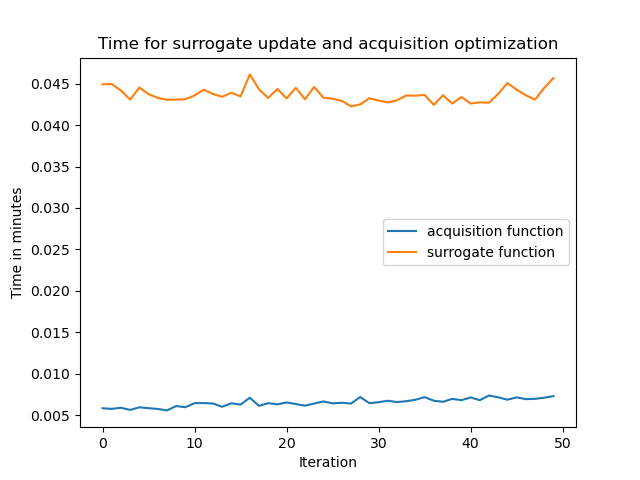 Time for surrogate update and acquisition optimization
0.045
0.040
0.035
0.030
0.025
0.020
0.015
0.010
0.005
Time in minutes
acquisition function
surrogate function
0 10 20 30 40 50
Iteration